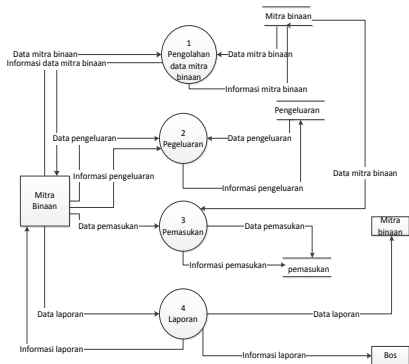 Mitra binaan
1
Pengolahan
data mitra
binaan
Data mitra binaan
Informasi data mitra binaan
Data mitra binaan
Informasi mitra binaan
Pengeluaran
2
Pegeluaran
Data pengeluaran
Data pengeluaran
Informasi pengeluaran
Informasi pengeluaran
Data mitra binaan
Mitra
Binaan
3
Pemasukan
Data pemasukan
Data pemasukan
Informasi pemasukan
pemasukan
Mitra
binaan
4
Laporan
Data laporan
Data laporan
Informasi laporan
Informasi laporan
Bos